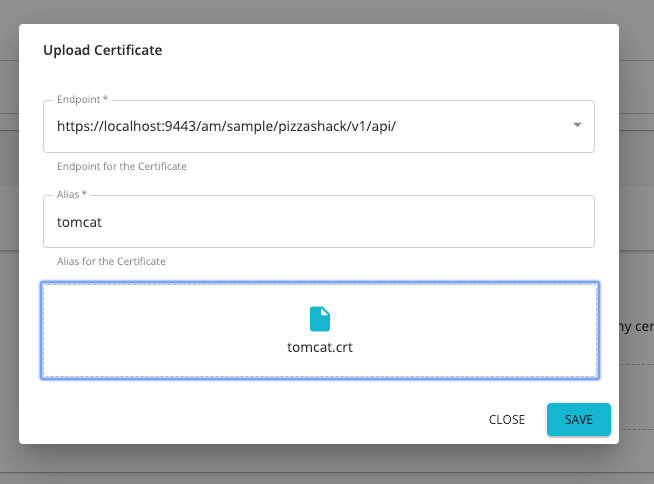 Upload Certificate
Endpoint *
https://localhost:9443/am/sample/pizzashack/v1/api/
Endpoint for the Certificate
Alias *
tomcat
Alias for the Certificate
ny cer
tomcat.crt
CLOSE
SAVE